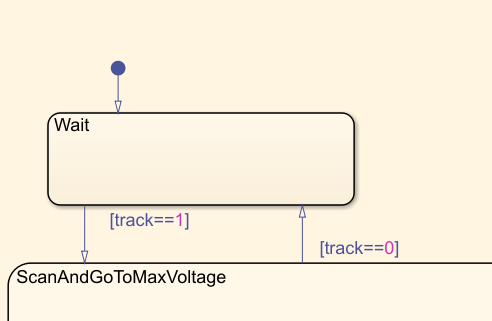 Wait
[track==1]
[track==0]
ScanAndGoToMaxVoltage